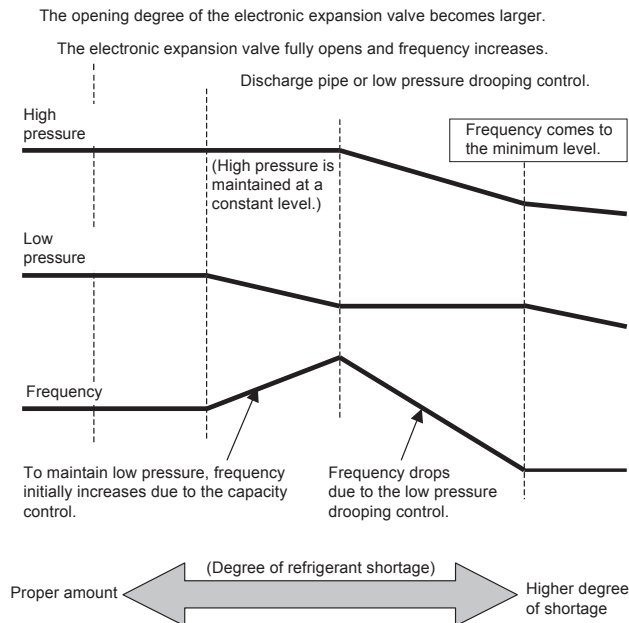 The opening degree of the electronic expansion valve becomes larger.
The electronic expansion valve fully opens and frequency increases.
Discharge pipe or low pressure drooping control.
High
pressure
Frequency comes to
the minimum level.
(High pressure is
maintained at a
constant level.)
Low
pressure
Frequency
To maintain low pressure, frequency
initially increases due to the capacity
control.
Frequency drops
due to the low pressure
drooping control.
(Degree of refrigerant shortage)
Proper amount
Higher degree
of shortage